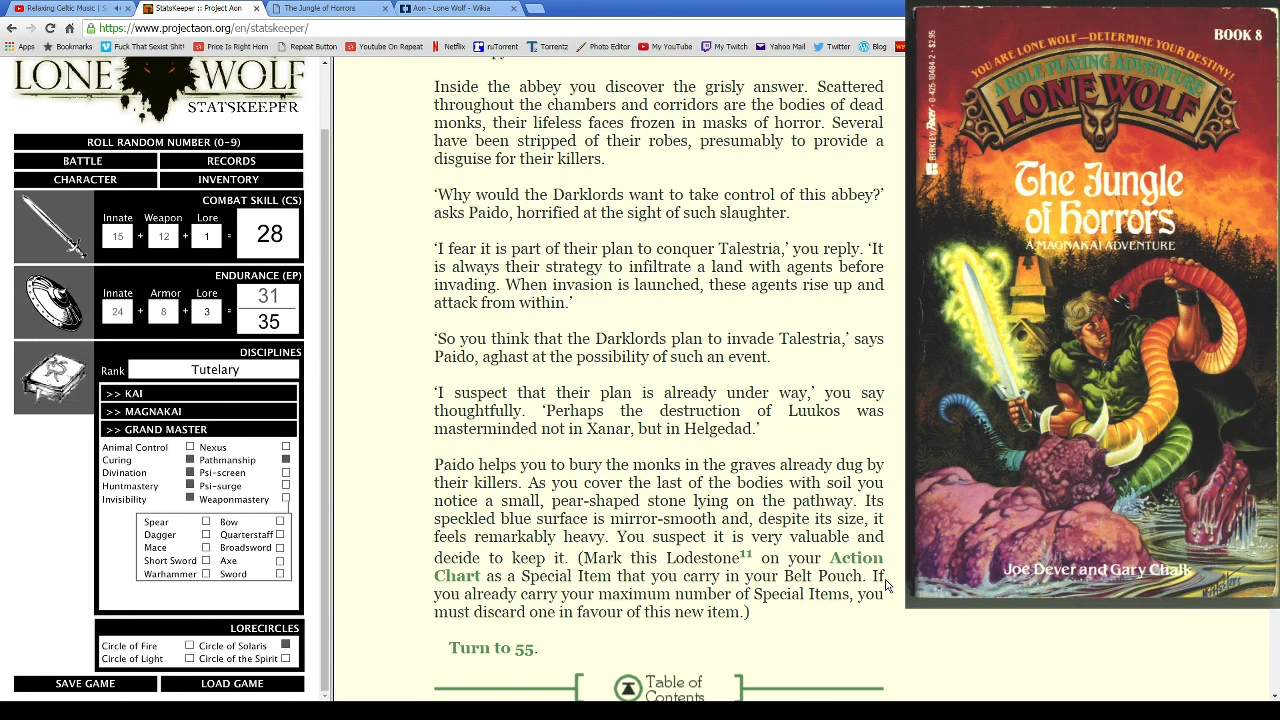 Relaxing Celtic Music | S
StatsKeeper :: Project Aon
The Jungle of Horrors
Aon - Lone Wolf - Wikia
https://www.projectaon.org/en/statskeeper/
Apps
Bookmarks
Fuck That Sexist Shit!
Price Of Light Horn
Repeat Button
Youtube On Repeat
Netflix
ruTorrent
Torrentz
Photo Editor
My YouTube
My Twitch
Yahoo Mail
Twitter
Blog
LONE WOLF
STATSKEEPER
ROLL RANDOM NUMBER (0-9)
BATTLE RECORDS
CHARACTER INVENTORY
COMBAT SKILL (CS)
Innate Weapon Lore
15 + 12 + 1 = 28
ENDURANCE (EP)
Innate Armor Lore
31
24 + 8 + 3 = 35
DISCIPLINES
Rank Tutelary
>> KAI
>> MAGNAKAI
>> GRAND MASTER
Animal Control Nexus
Curing Pathmanship
Divination Psi-screen
Huntmastery Psi-surge
Invisibility Weaponmastery
Spear Bow
Dagger Quarterstaff
Mace Broadsword
Short Sword Axe
Warhammer Sword
LORECIRCLES
Circle of Fire Circle of Solaris
Circle of Light Circle of the Spirit
SAVE GAME LOAD GAME
Inside the abbey you discover the grisly answer. Scattered
throughout the chambers and corridors are the bodies of dead
monks, their lifeless faces frozen in masks of horror. Several
have been stripped of their robes, presumably to provide a
disguise for their killers.
‘Why would the Darklords want to take control of this abbey?’
asks Paido, horrified at the sight of such slaughter.
‘I fear it is part of their plan to conquer Talestria,’ you reply. ‘It
is always their strategy to infiltrate a land with agents before
invading. When invasion is launched, these agents rise up and
attack from within.’
‘So you think that the Darklords plan to invade Talestria,’ says
Paido, aghast at the possibility of such an event.
‘I suspect that their plan is already under way,’ you say
thoughtfully. ‘Perhaps the destruction of Luukos was
masterminded not in Xanar, but in Helgedad.’
Paido helps you to bury the monks in the graves already dug by
their killers. As you cover the last of the bodies with soil you
notice a small, pear-shaped stone lying on the pathway. Its
speckled blue surface is mirror-smooth and, despite its size, it
feels remarkably heavy. You suspect it is very valuable and
decide to keep it. (Mark this Lodestone11 on your Action
Chart as a Special Item that you carry in your Belt Pouch. If
you already carry your maximum number of Special Items, you
must discard one in favour of this new item.)
Turn to 55.
Table of
Contents
BOOK 8
YOU ARE LONE WOLF—DETERMINE YOUR DESTINY!
A ROLE PLAYING ADVENTURE
LONE WOLF
The Jungle
of Horrors
A MAGNAKAI ADVENTURE
Joe Dever and Gary Chalk
BERKLEY/Pacer • 0-425-10484-2 • $2.95